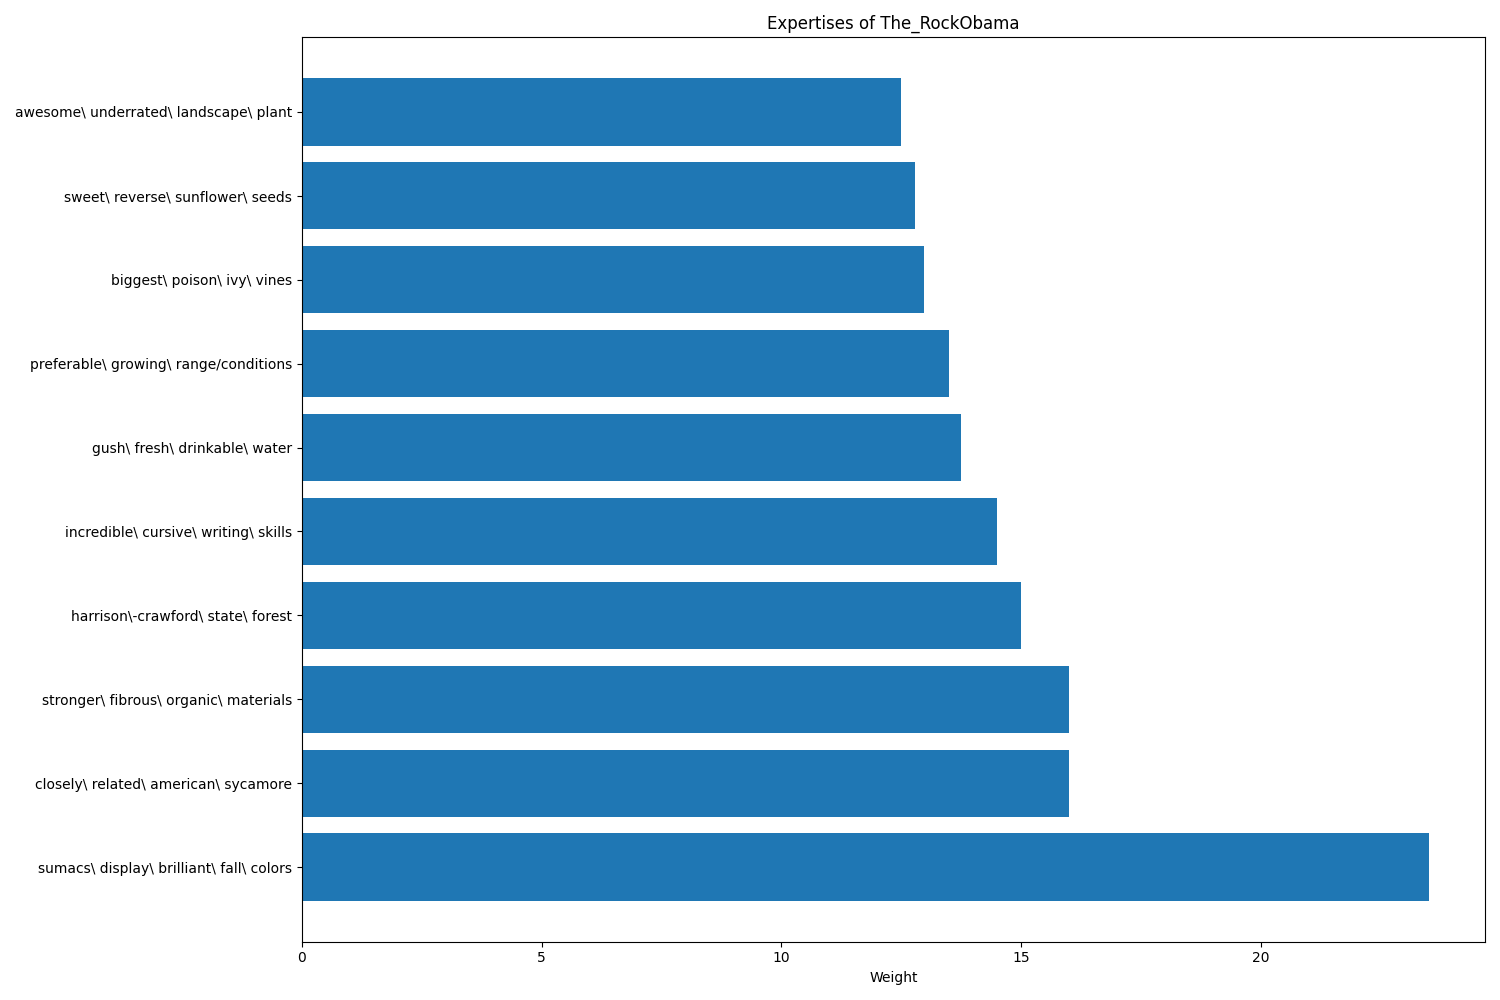 Expertises of The_RockObama
awesome\ underrated\ landscape\ plant
sweet\ reverse\ sunflower\ seeds
biggest\ poison\ ivy\ vines
preferable\ growing\ range/conditions
gush\ fresh\ drinkable\ water
incredible\ cursive\ writing\ skills
harrison\-crawford\ state\ forest
stronger\ fibrous\ organic\ materials
closely\ related\ american\ sycamore
sumacs\ display\ brilliant\ fall\ colors
0 5 10 15 20
Weight